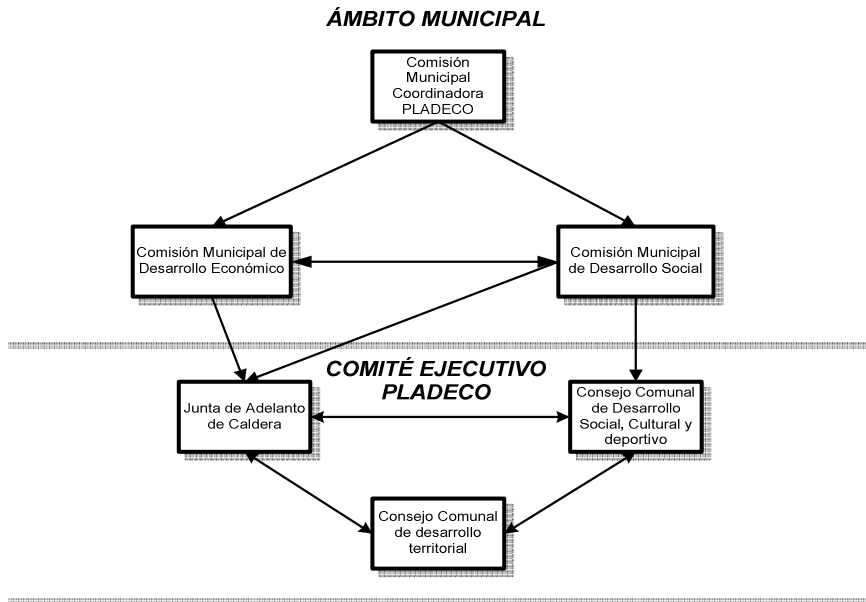 ÁMBITO MUNICIPAL
Comisión
Municipal
Coordinadora
PLADECO
Comisión Municipal de
Desarrollo Económico
Comisión Municipal
de Desarrollo Social
COMITÉ EJECUTIVO
PLADECO
Junta de Adelanto
de Caldera
Consejo Comunal
de Desarrollo
Social, Cultural y
deportivo
Consejo Comunal
de desarrollo
territorial